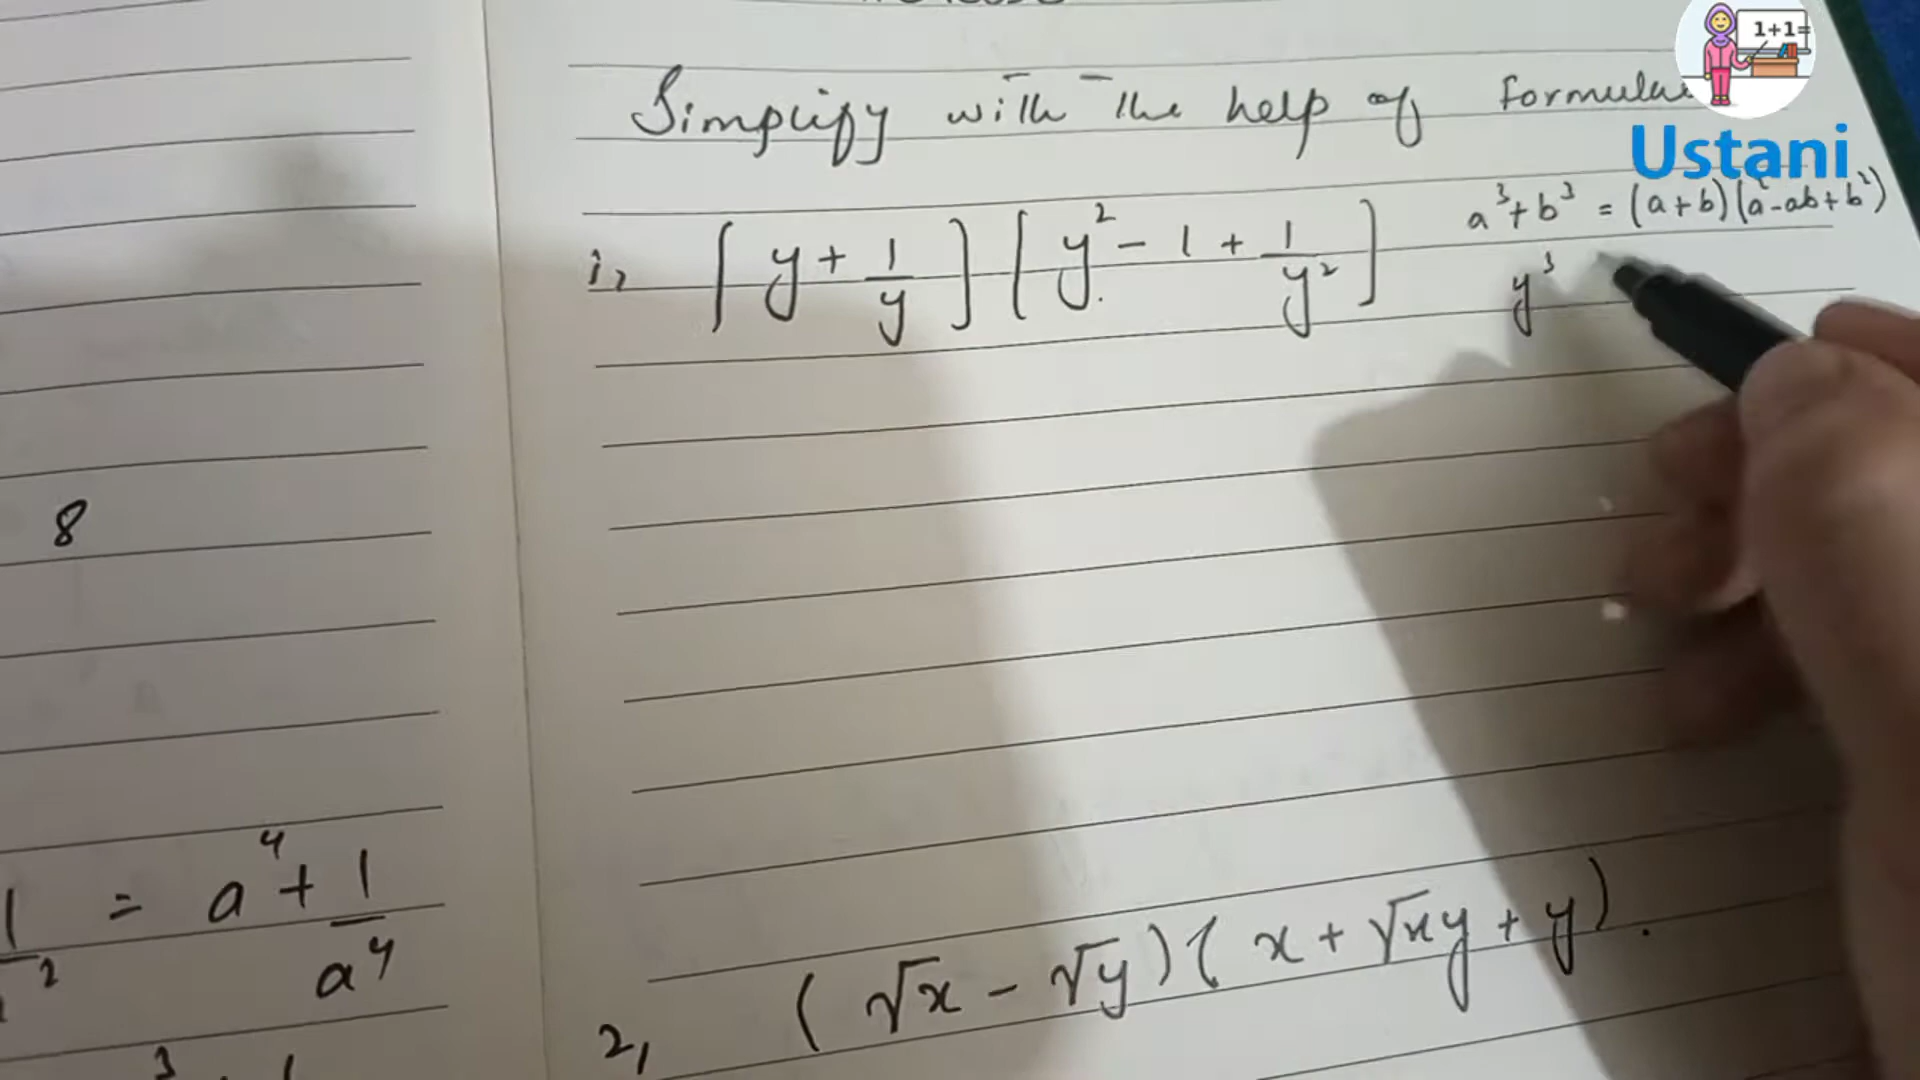 1+1=
Ustani
8
= a⁴ + 1/a⁴
Simplify with the help of formulae
i, [y + 1/y] [y² - 1 + 1/y²]
a³+b³ = (a+b)(a²-ab+b²)
y³
2, (√x - √y)(x + √xy + y).